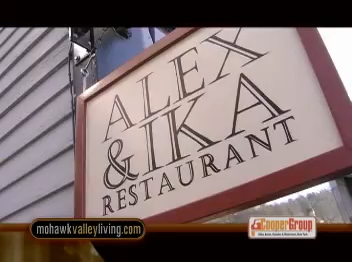 ALEX
& IKA
RESTAURANT
mohawkvalleyliving.com
CooperGroup